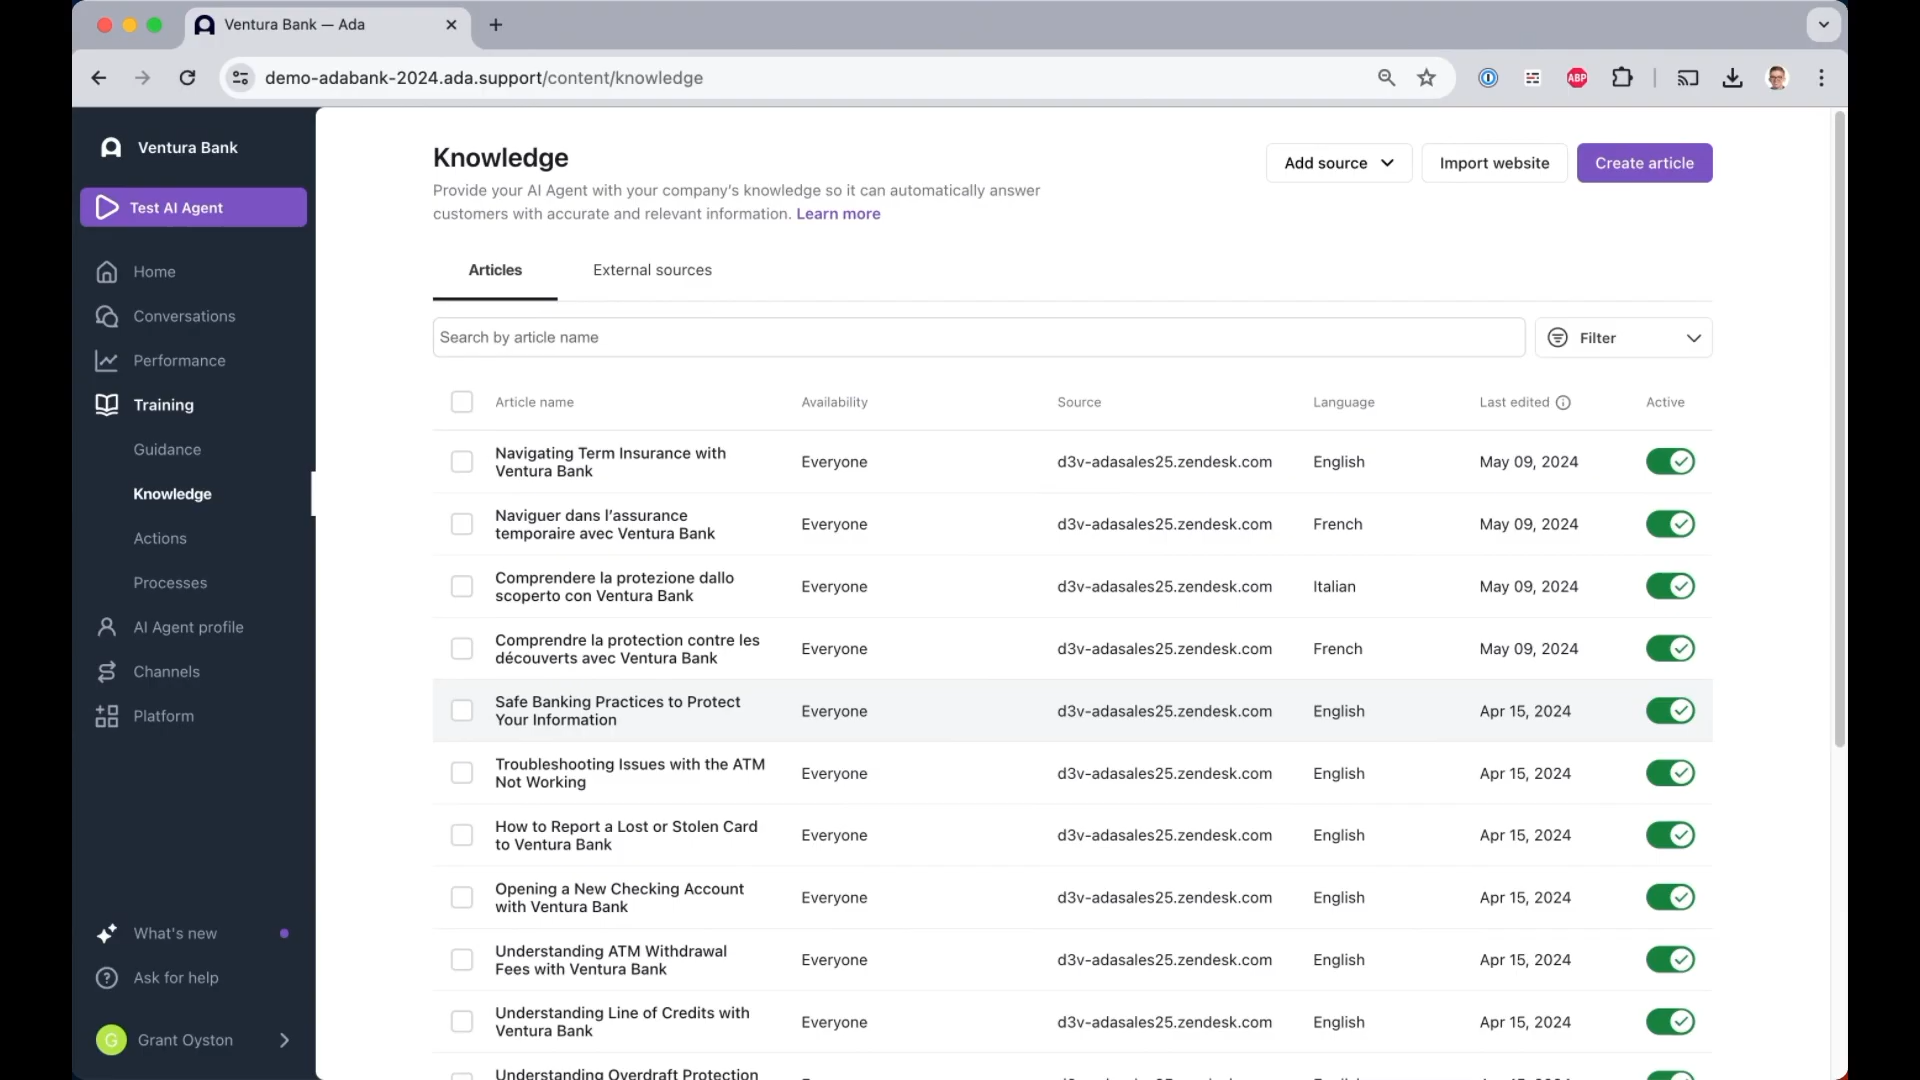 Ventura Bank — Ada
demo-adabank-2024.ada.support/content/knowledge
ABP
Ventura Bank
Test AI Agent
Home
Conversations
Performance
Training
Guidance
Knowledge
Actions
Processes
AI Agent profile
Channels
Platform
What's new
Ask for help
G
Grant Oyston
Knowledge
Provide your AI Agent with your company's knowledge so it can automatically answer
customers with accurate and relevant information. Learn more
Add source
Import website
Create article
Articles
External sources
Search by article name
Filter
Article name Availability Source Language Last edited Active
Navigating Term Insurance with
Ventura Bank
Everyone d3v-adasales25.zendesk.com English May 09, 2024
Naviguer dans l'assurance
temporaire avec Ventura Bank
Everyone d3v-adasales25.zendesk.com French May 09, 2024
Comprendere la protezione dallo
scoperto con Ventura Bank
Everyone d3v-adasales25.zendesk.com Italian May 09, 2024
Comprendre la protection contre les
découverts avec Ventura Bank
Everyone d3v-adasales25.zendesk.com French May 09, 2024
Safe Banking Practices to Protect
Your Information
Everyone d3v-adasales25.zendesk.com English Apr 15, 2024
Troubleshooting Issues with the ATM
Not Working
Everyone d3v-adasales25.zendesk.com English Apr 15, 2024
How to Report a Lost or Stolen Card
to Ventura Bank
Everyone d3v-adasales25.zendesk.com English Apr 15, 2024
Opening a New Checking Account
with Ventura Bank
Everyone d3v-adasales25.zendesk.com English Apr 15, 2024
Understanding ATM Withdrawal
Fees with Ventura Bank
Everyone d3v-adasales25.zendesk.com English Apr 15, 2024
Understanding Line of Credits with
Ventura Bank
Everyone d3v-adasales25.zendesk.com English Apr 15, 2024
Understanding Overdraft Protection